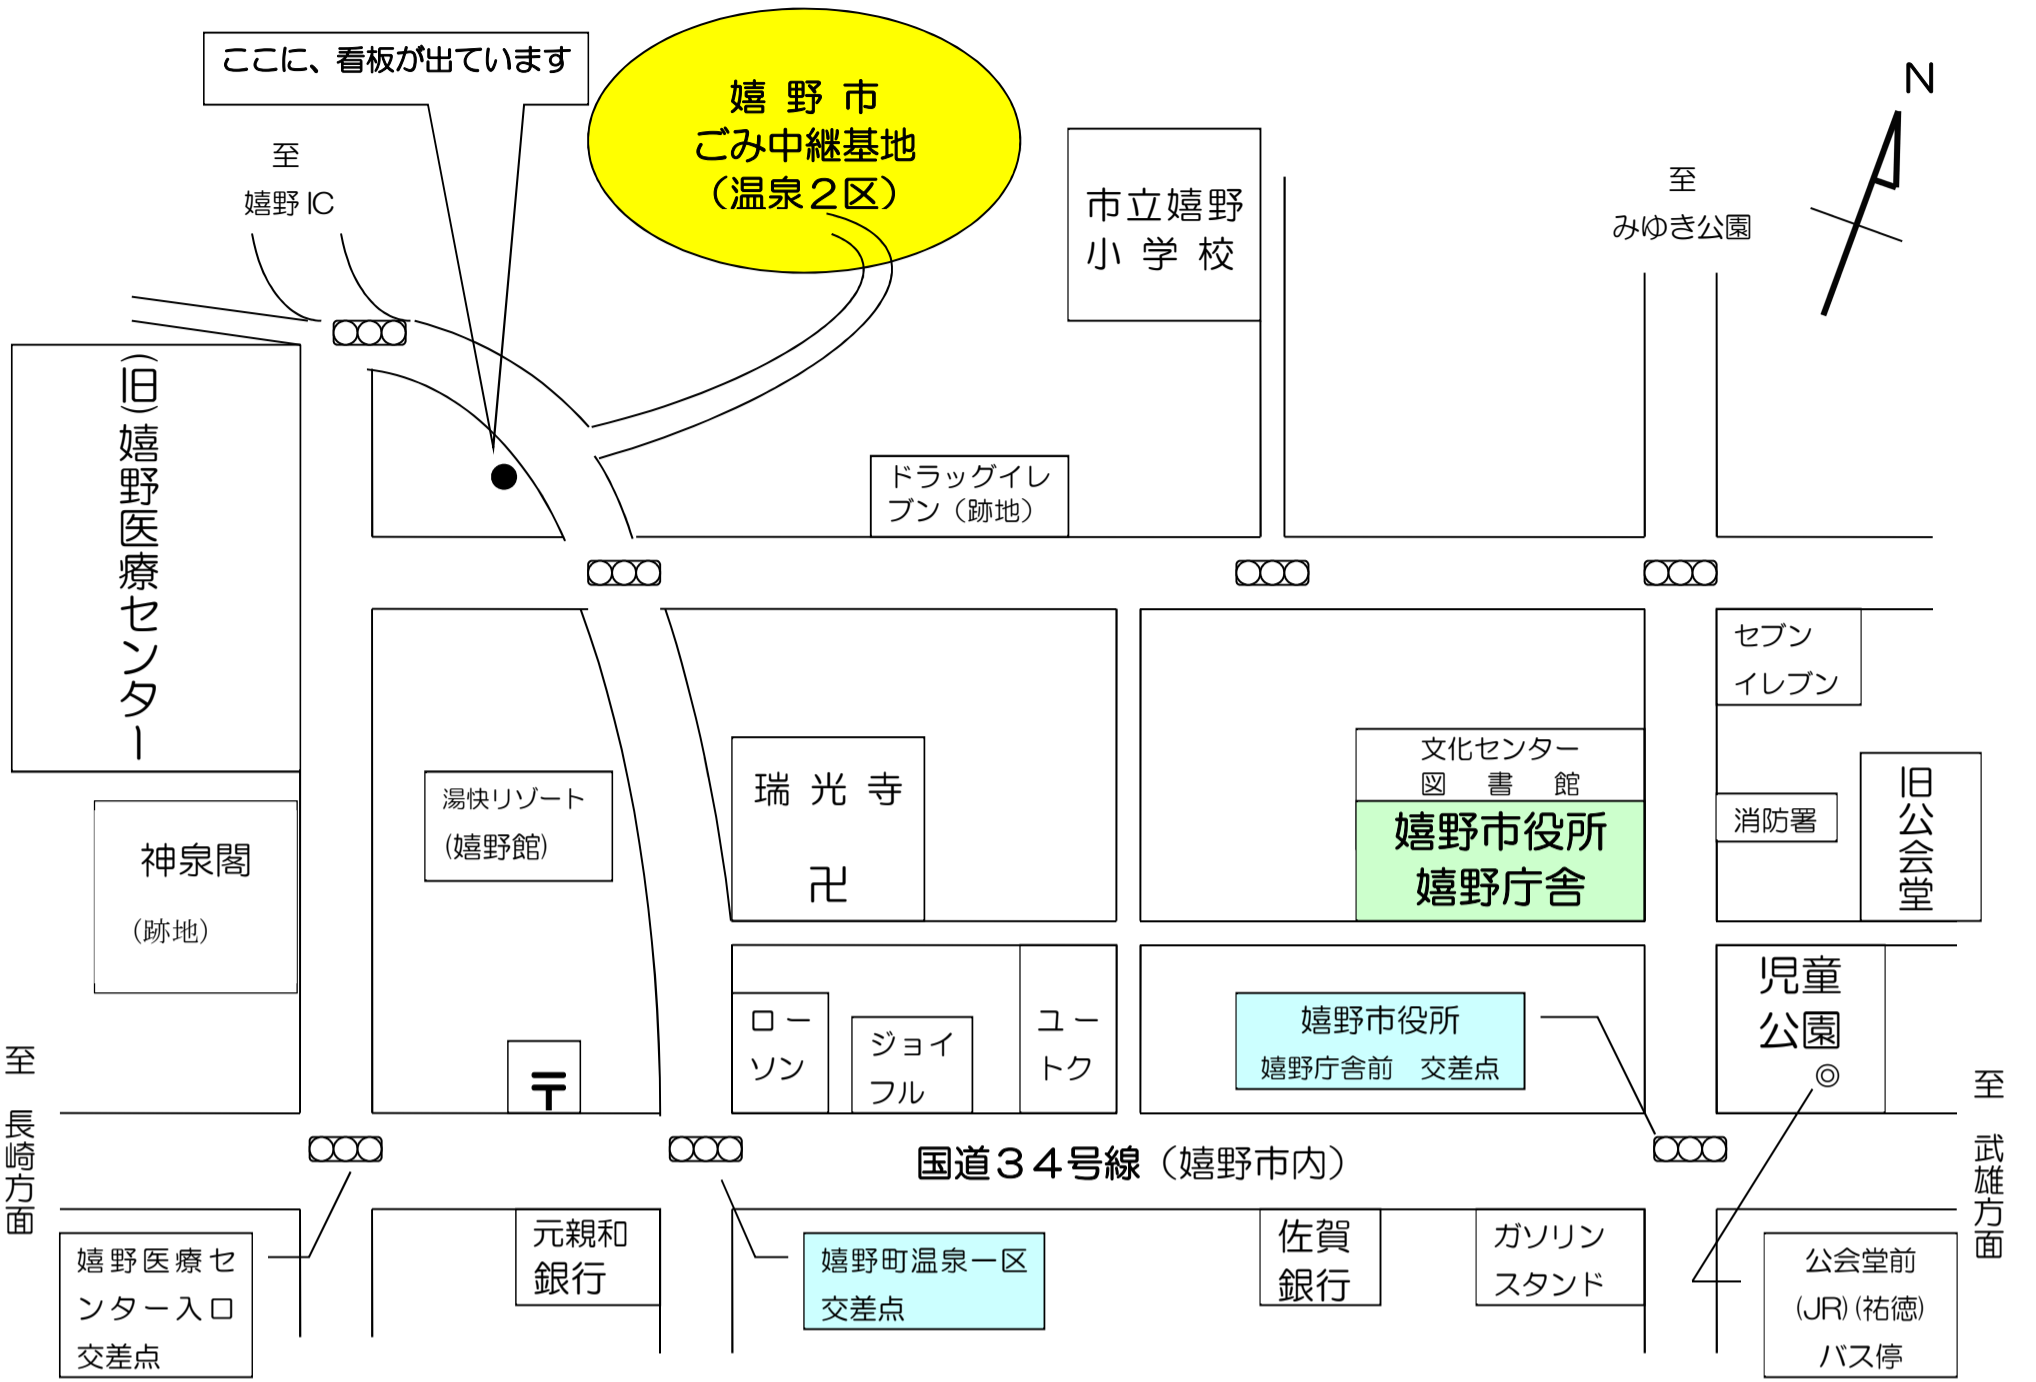 ここに、看板が出ています
嬉野市
ごみ中継基地
（温泉２区）
N
至
嬉野IC
市立嬉野
小学校
至
みゆき公園
（旧）嬉野医療センター
ドラッグイレ
ブン（跡地）
セブン
イレブン
文化センター
図書館
嬉野市役所
嬉野庁舎
消防署
旧公会堂
湯快リゾート
(嬉野館)
瑞光寺
卍
神泉閣
（跡地）
児童
公園
◎
ロー
ソン
ジョイ
フル
ユー
トク
嬉野市役所
嬉野庁舎前　交差点
〒
至　長崎方面
至　武雄方面
国道３４号線（嬉野市内）
嬉野医療セ
ンター入口
交差点
元親和
銀行
嬉野町温泉一区
交差点
佐賀
銀行
ガソリン
スタンド
公会堂前
(JR)(祐徳)
バス停